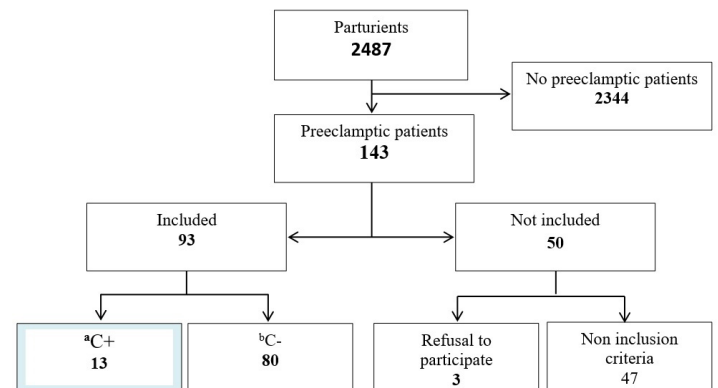 Parturients
2487
No preeclamptic patients
2344
Preeclamptic patients
143
Included
93
Not included
50
ᵃC+
13
ᵇC-
80
Refusal to
participate
3
Non inclusion
criteria
47